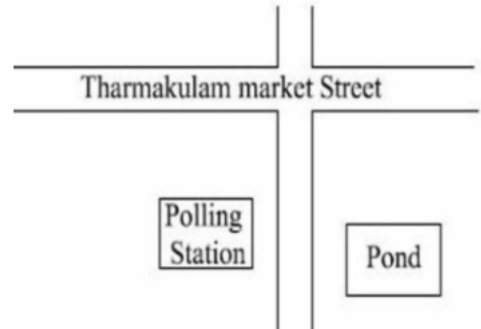 Tharmakulam market Street
Polling
Station
Pond